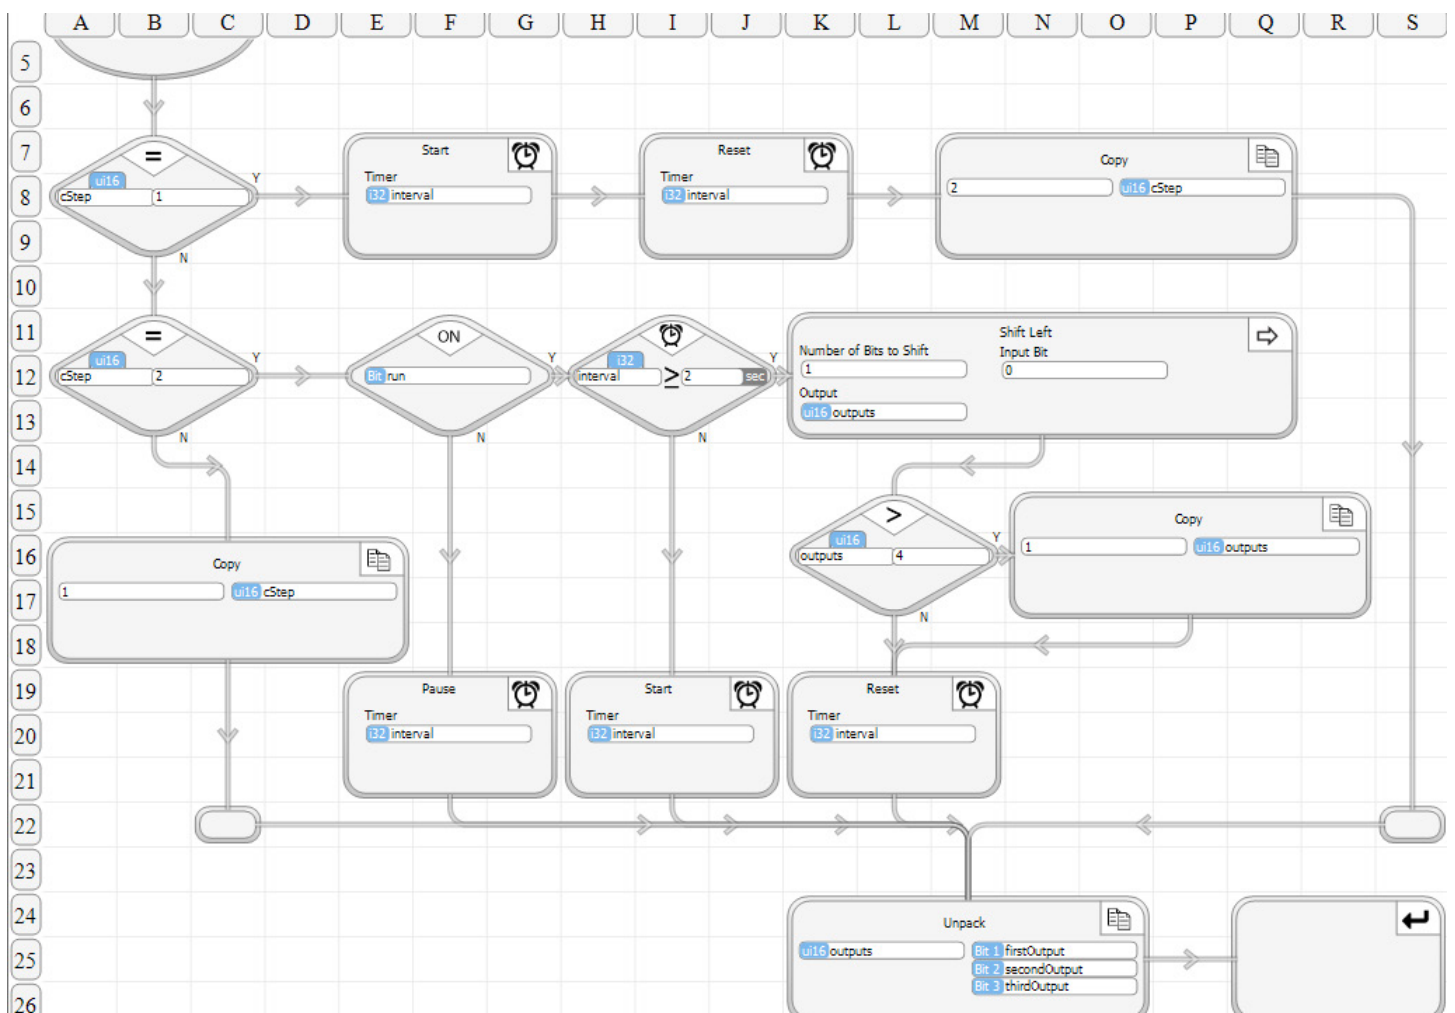 A B C D E F G H I J K L M N O P Q R S
5
6
7
8
9
10
11
12
13
14
15
16
17
18
19
20
21
22
23
24
25
26
=
ui16
cStep 1
Y
N
Start
Timer
i32 interval
Reset
Timer
i32 interval
Copy
2 ui16 cStep
=
ui16
cStep 2
Y
N
ON
Bit run
Y
N
i32
interval ≥ 2 sec
Y
N
Shift Left
Number of Bits to Shift Input Bit
1 0
Output
ui16 outputs
>
ui16
outputs 4
Y
N
Copy
1 ui16 outputs
Copy
1 ui16 cStep
Pause
Timer
i32 interval
Start
Timer
i32 interval
Reset
Timer
i32 interval
Unpack
ui16 outputs Bit 1 firstOutput
Bit 2 secondOutput
Bit 3 thirdOutput